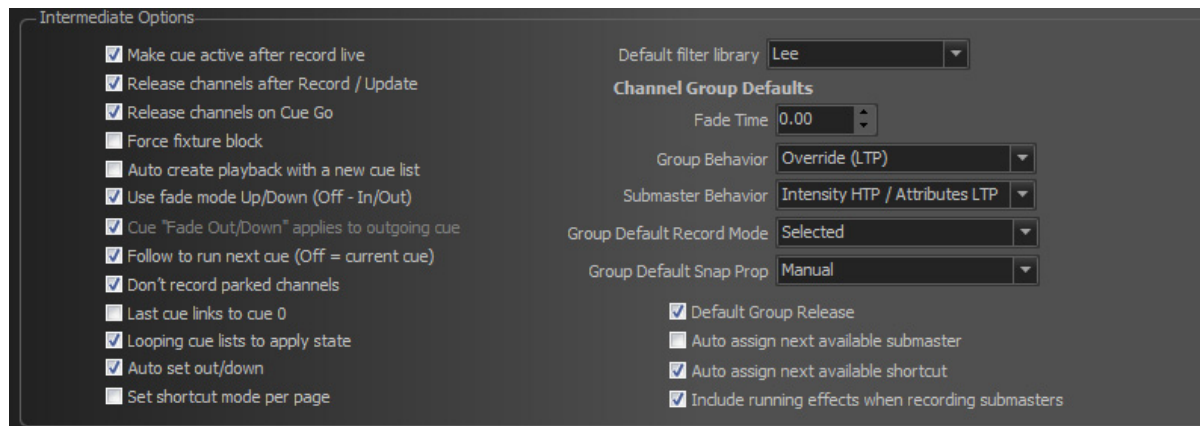 Intermediate Options
Make cue active after record live
Release channels after Record / Update
Release channels on Cue Go
Force fixture block
Auto create playback with a new cue list
Use fade mode Up/Down (Off - In/Out)
Cue "Fade Out/Down" applies to outgoing cue
Follow to run next cue (Off = current cue)
Don't record parked channels
Last cue links to cue 0
Looping cue lists to apply state
Auto set out/down
Set shortcut mode per page
Default filter library Lee
Channel Group Defaults
Fade Time 0.00
Group Behavior Override (LTP)
Submaster Behavior Intensity HTP / Attributes LTP
Group Default Record Mode Selected
Group Default Snap Prop Manual
Default Group Release
Auto assign next available submaster
Auto assign next available shortcut
Include running effects when recording submasters